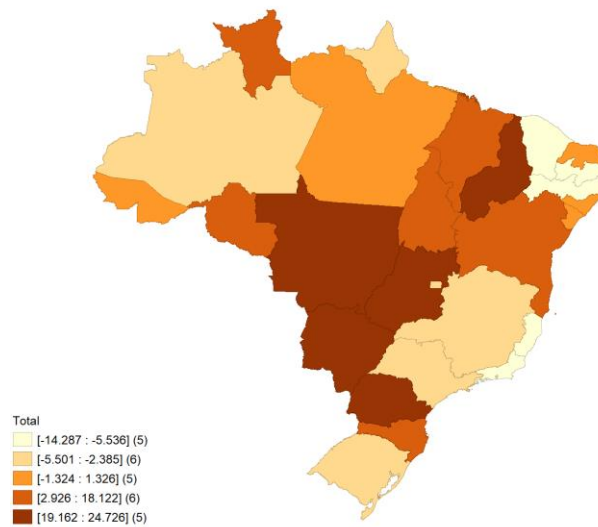 Total
[-14.287 : -5.536] (5)
[-5.501 : -2.385] (6)
[-1.324 : 1.326] (5)
[2.926 : 18.122] (6)
[19.162 : 24.726] (5)